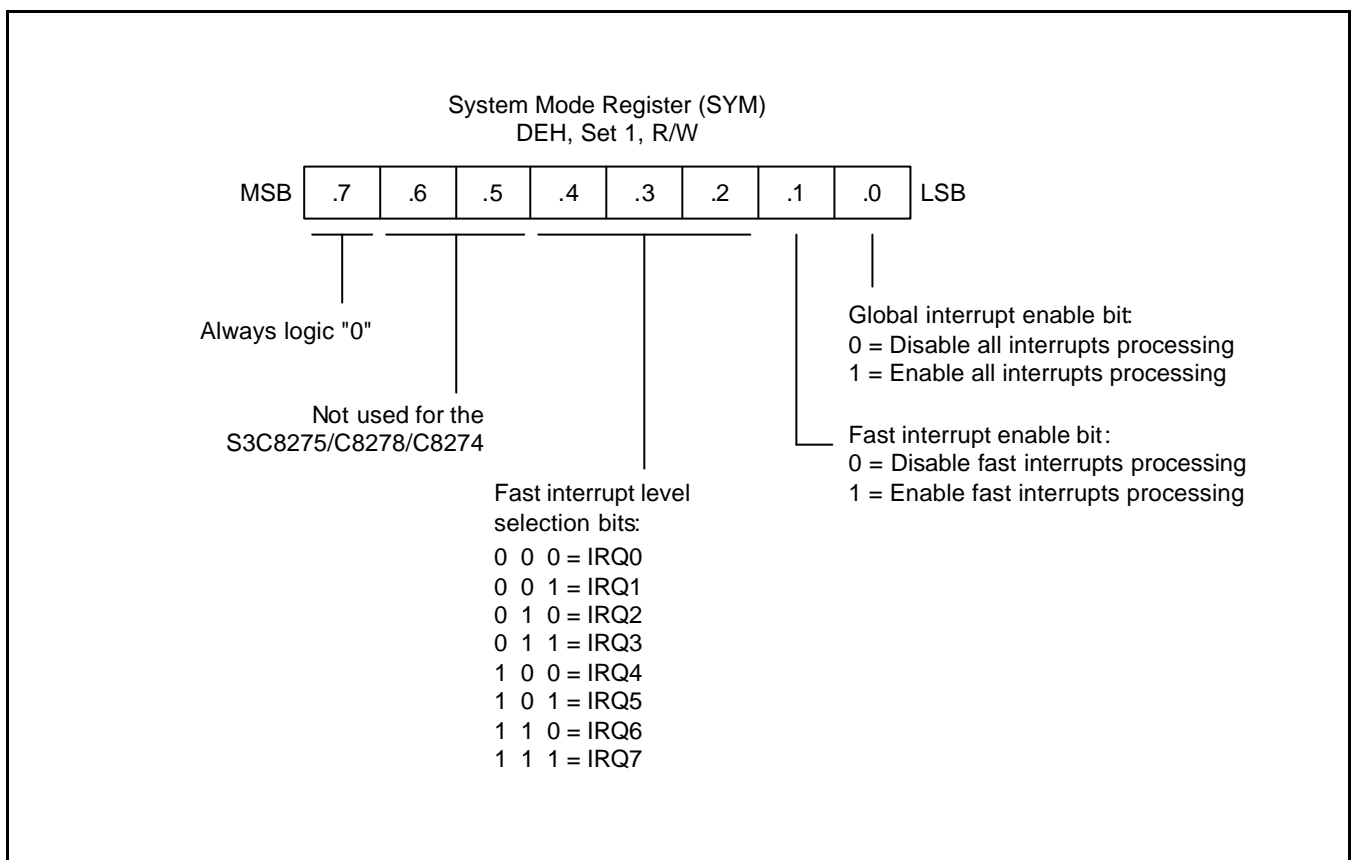 System Mode Register (SYM)
DEH, Set 1, R/W
MSB .7 .6 .5 .4 .3 .2 .1 .0 LSB
Always logic "0"
Not used for the
S3C8275/C8278/C8274
Fast interrupt level
selection bits:
0 0 0 = IRQ0
0 0 1 = IRQ1
0 1 0 = IRQ2
0 1 1 = IRQ3
1 0 0 = IRQ4
1 0 1 = IRQ5
1 1 0 = IRQ6
1 1 1 = IRQ7
Global interrupt enable bit:
0 = Disable all interrupts processing
1 = Enable all interrupts processing
Fast interrupt enable bit:
0 = Disable fast interrupts processing
1 = Enable fast interrupts processing